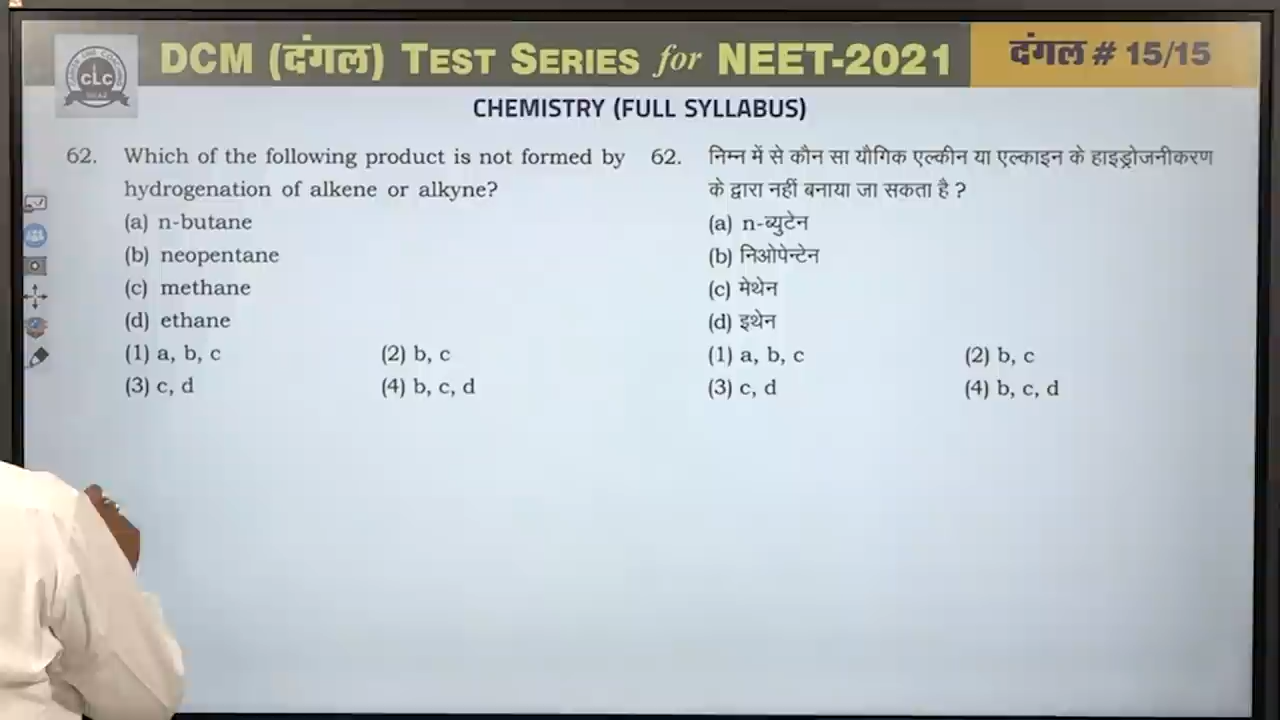 DCM (दंगल) TEST SERIES for NEET-2021
दंगल # 15/15
CLC
CHEMISTRY (FULL SYLLABUS)
62. Which of the following product is not formed by
hydrogenation of alkene or alkyne?
(a) n-butane
(b) neopentane
(c) methane
(d) ethane
(1) a, b, c (2) b, c
(3) c, d (4) b, c, d
62. निम्न में से कौन सा यौगिक एल्कीन या एल्काइन के हाइड्रोजनीकरण
के द्वारा नहीं बनाया जा सकता है ?
(a) n-ब्युटेन
(b) निओपेन्टेन
(c) मेथेन
(d) इथेन
(1) a, b, c (2) b, c
(3) c, d (4) b, c, d